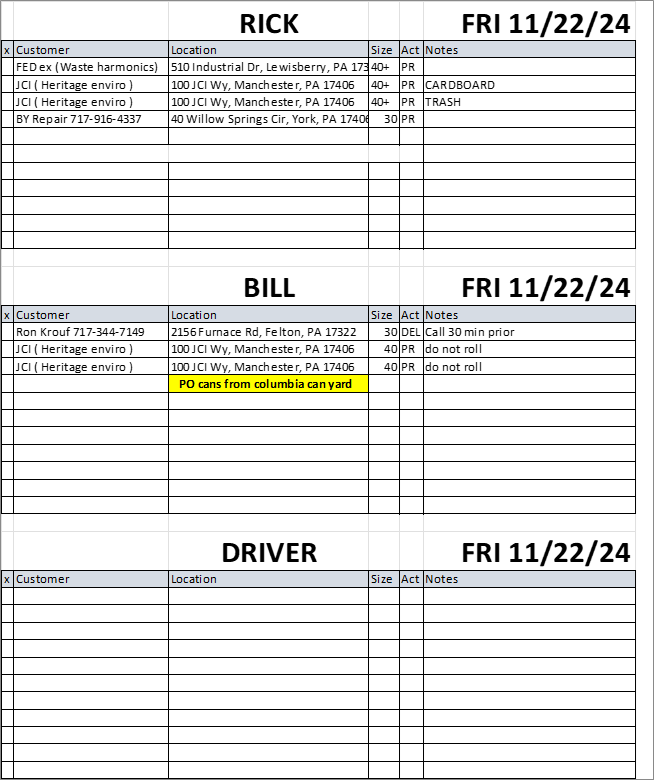 RICK FRI 11/22/24
x Customer Location Size Act Notes
FEDex (Waste harmonics) 510 Industrial Dr, Lewisberry, PA 173 40+ PR
JCI ( Heritage enviro ) 100 JCI Wy, Manchester, PA 17406 40+ PR CARDBOARD
JCI ( Heritage enviro ) 100 JCI Wy, Manchester, PA 17406 40+ PR TRASH
BY Repair 717-916-4337 40 Willow Springs Cir, York, PA 17406 30 PR
BILL FRI 11/22/24
x Customer Location Size Act Notes
Ron Krouf 717-344-7149 2156 Furnace Rd, Felton, PA 17322 30 DEL Call 30 min prior
JCI ( Heritage enviro ) 100 JCI Wy, Manchester, PA 17406 40 PR do not roll
JCI ( Heritage enviro ) 100 JCI Wy, Manchester, PA 17406 40 PR do not roll
PO cans from columbia can yard
DRIVER FRI 11/22/24
x Customer Location Size Act Notes